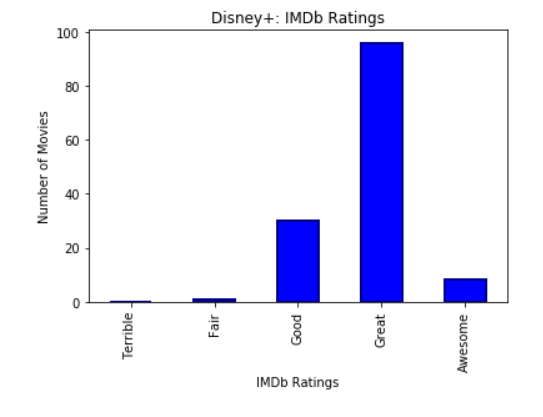 Disney+: IMDb Ratings
100
80
60
40
20
0
Number of Movies
Terrible
Fair
Good
Great
Awesome
IMDb Ratings